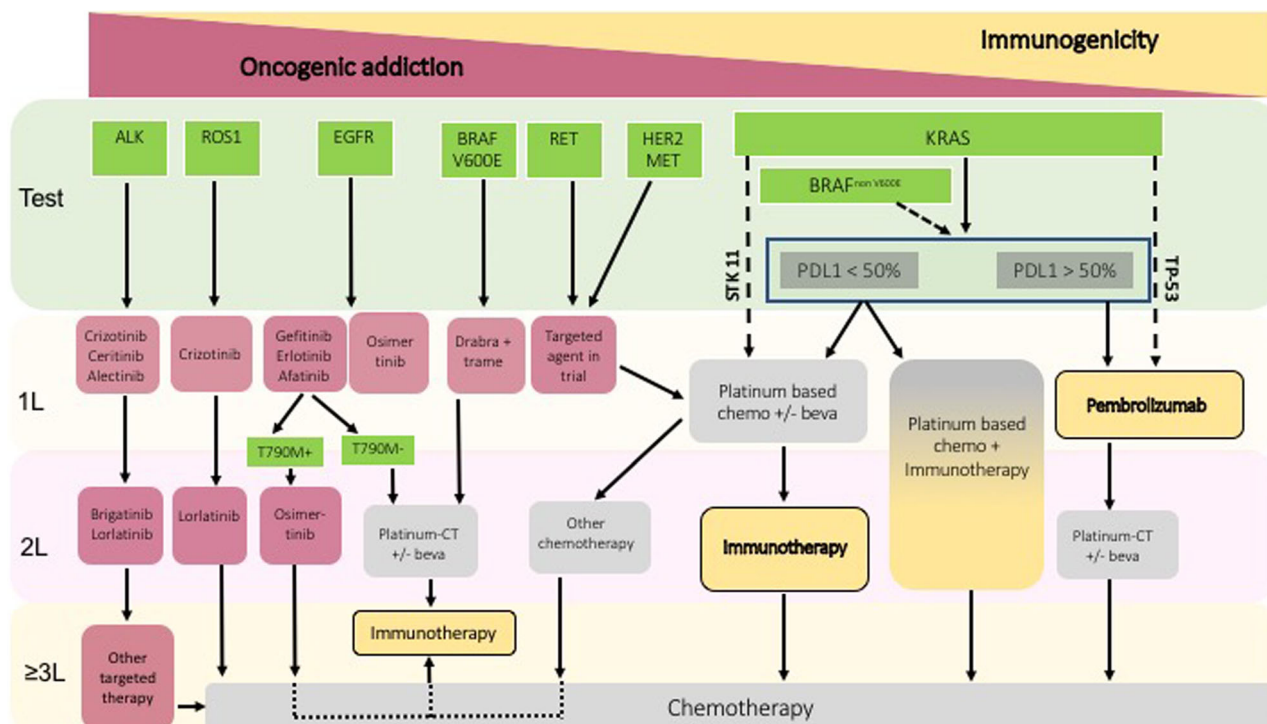 Immunogenicity
Oncogenic addiction
Test
ALK
ROS1
EGFR
BRAF
V600E
RET
HER2
MET
KRAS
BRAF non V600E
STK 11
PDL1 < 50%
PDL1 > 50%
TP-53
1L
Crizotinib
Ceritinib
Alectinib
Crizotinib
Gefitinib
Erlotinib
Afatinib
Osimer
tinib
Drabra +
trame
Targeted
agent in
trial
Platinum based
chemo +/- beva
Platinum based
chemo +
Immunotherapy
Pembrolizumab
T790M+
T790M-
2L
Brigatinib
Lorlatinib
Lorlatinib
Osimer-
tinib
Platinum-CT
+/- beva
Other
chemotherapy
Immunotherapy
Platinum-CT
+/- beva
≥3L
Other
targeted
therapy
Immunotherapy
Chemotherapy